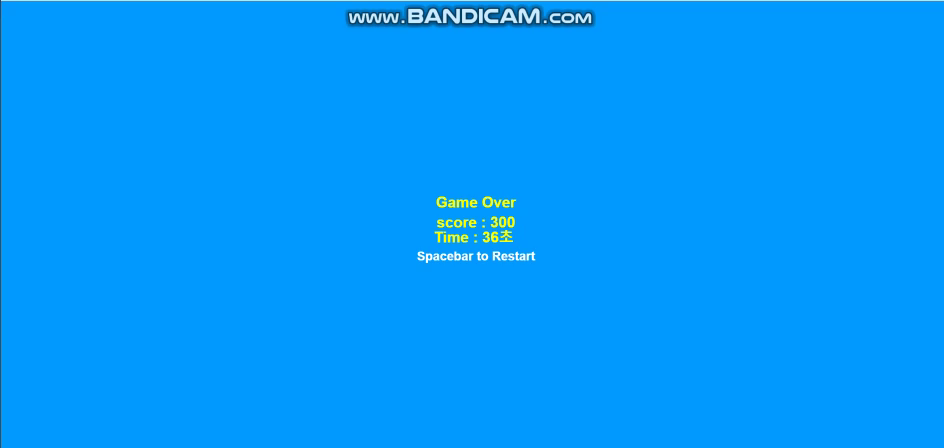 www.BANDICAM.com
Game Over
score : 300
Time : 36초
Spacebar to Restart